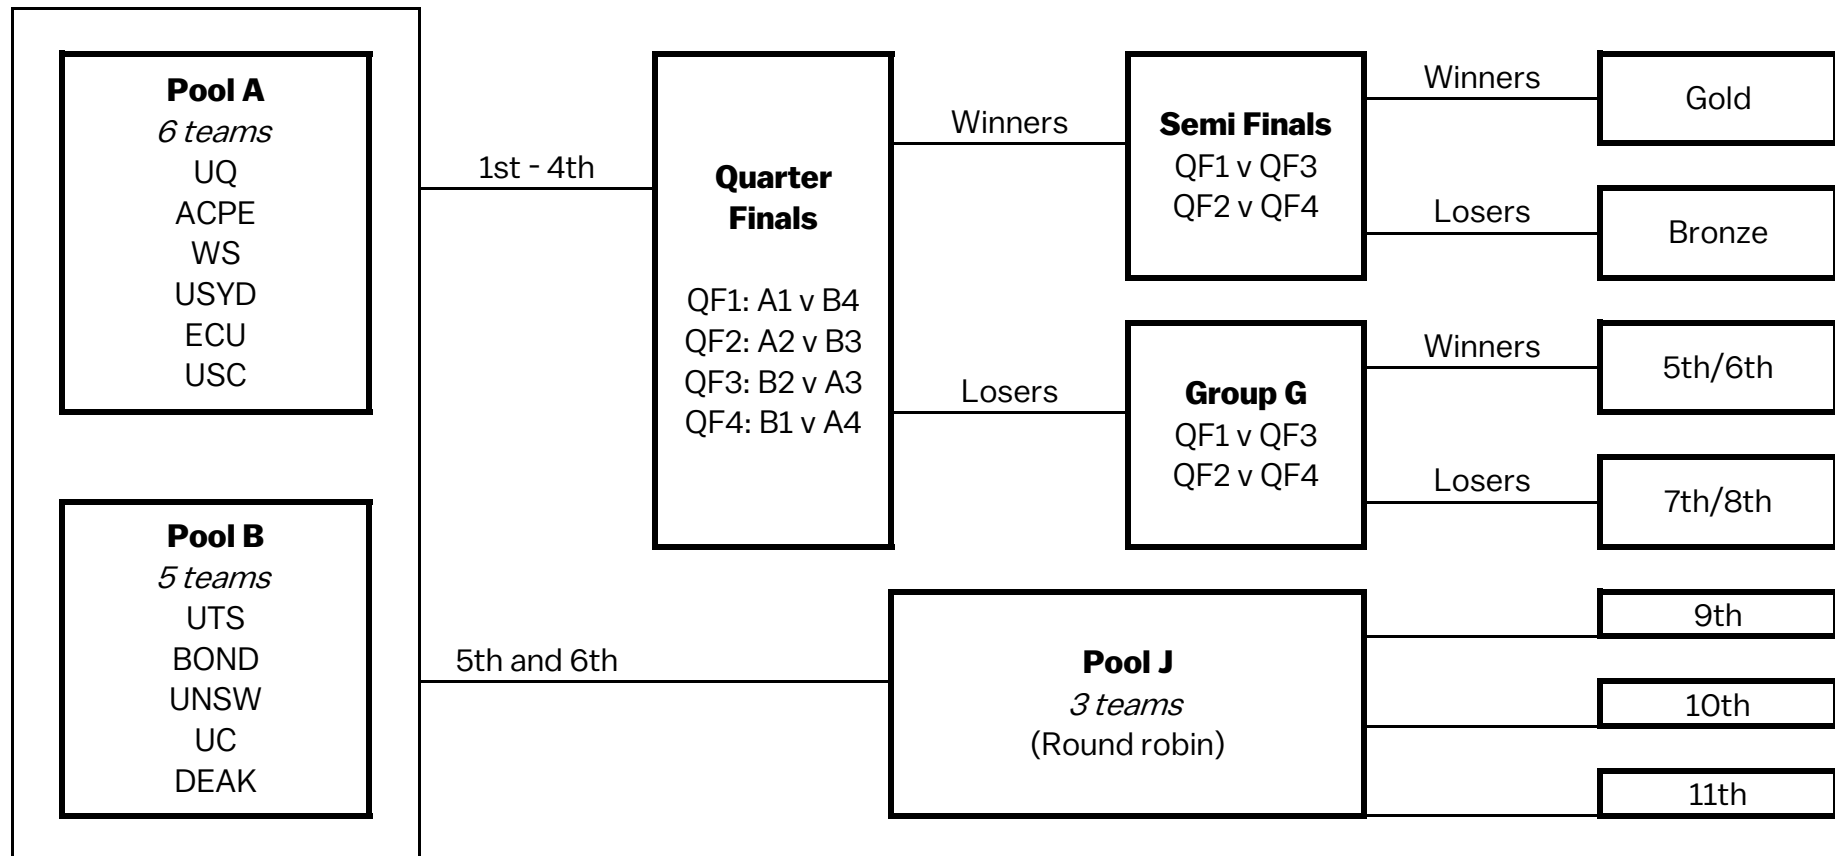 Pool A
6 teams
UQ
ACPE
WS
USYD
ECU
USC
Pool B
5 teams
UTS
BOND
UNSW
UC
DEAK
1st - 4th
5th and 6th
Quarter
Finals
QF1: A1 v B4
QF2: A2 v B3
QF3: B2 v A3
QF4: B1 v A4
Winners
Losers
Semi Finals
QF1 v QF3
QF2 v QF4
Group G
QF1 v QF3
QF2 v QF4
Pool J
3 teams
(Round robin)
Winners
Losers
Winners
Losers
Gold
Bronze
5th/6th
7th/8th
9th
10th
11th